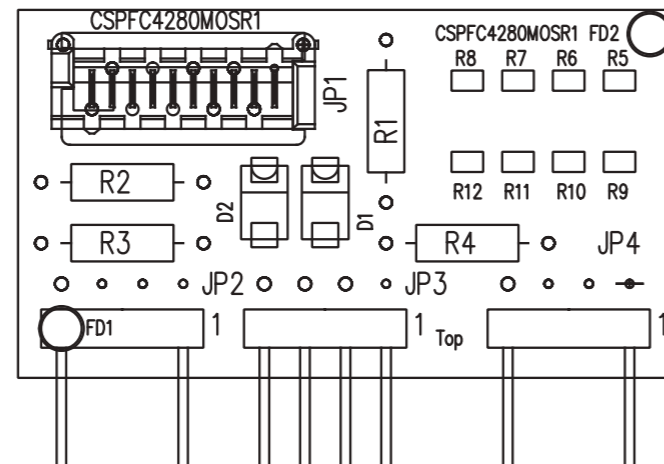 CSPFC4280MOSR1
CSPFC4280MOSR1 FD2
R8 R7 R6 R5
JP1
R1
R2
D2
D1
R12 R11 R10 R9
R3
R4
JP4
JP2
JP3
FD1
1
1
Top
1